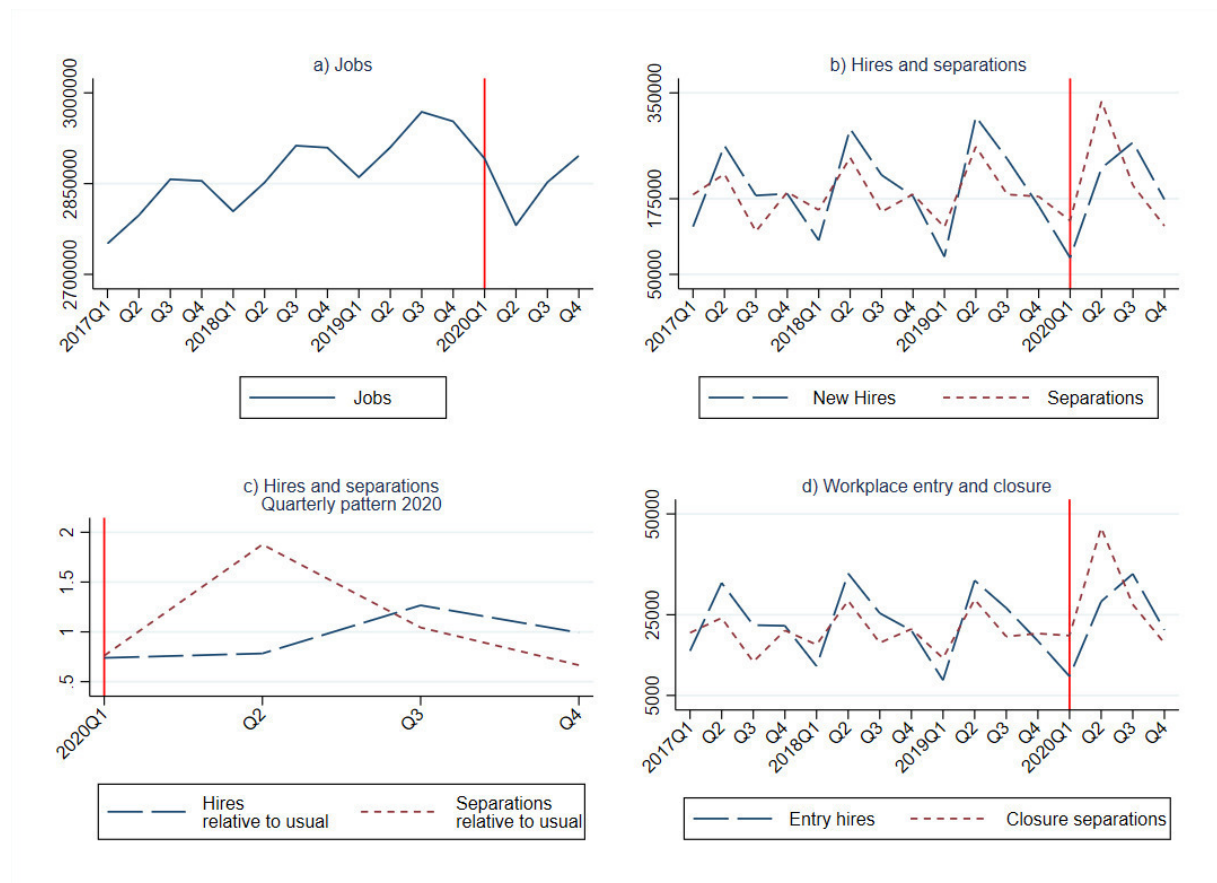 a) Jobs
3000000
2850000
2700000
2017Q1 Q2 Q3 Q4 2018Q1 Q2 Q3 Q4 2019Q1 Q2 Q3 Q4 2020Q1 Q2 Q3 Q4
Jobs
b) Hires and separations
350000
175000
50000
2017Q1 Q2 Q3 Q4 2018Q1 Q2 Q3 Q4 2019Q1 Q2 Q3 Q4 2020Q1 Q2 Q3 Q4
New Hires Separations
c) Hires and separations
Quarterly pattern 2020
2
1.5
1
.5
2020Q1 Q2 Q3 Q4
Hires
relative to usual
Separations
relative to usual
d) Workplace entry and closure
50000
25000
5000
2017Q1 Q2 Q3 Q4 2018Q1 Q2 Q3 Q4 2019Q1 Q2 Q3 Q4 2020Q1 Q2 Q3 Q4
Entry hires Closure separations